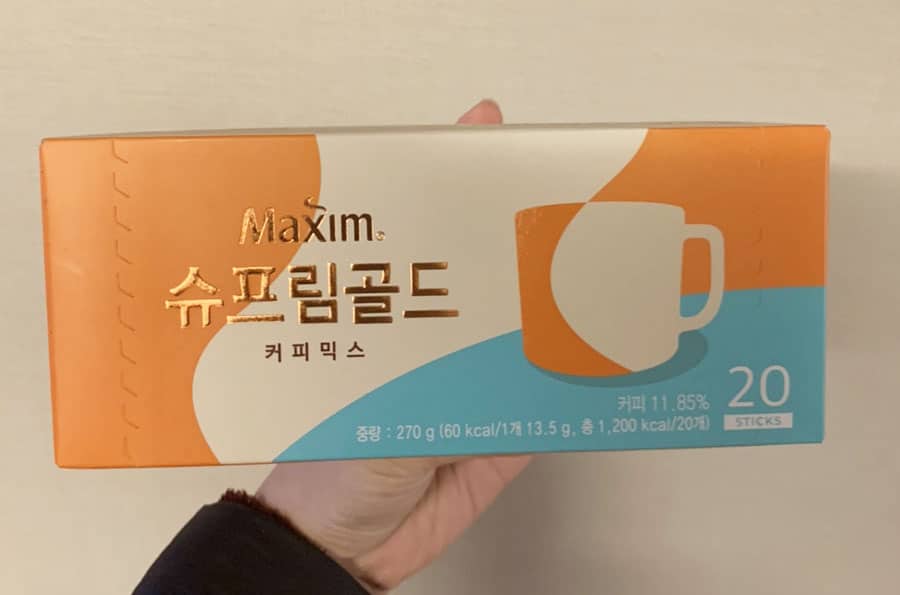 Maxim
슈프림골드
커피믹스
커피 11.85%
중량 : 270 g (60 kcal/1개 13.5 g, 총 1,200 kcal/20개)
20
STICKS